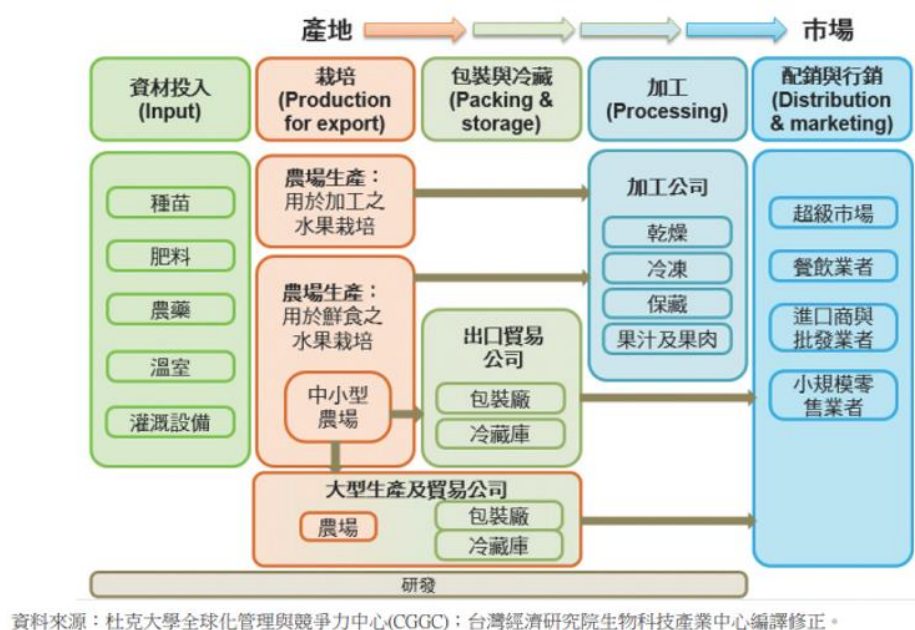 產地
市場
資材投入
(Input)
栽培
(Production
for export)
包裝與冷藏
(Packing &
storage)
加工
(Processing)
配銷與行銷
(Distribution
& marketing)
種苗
肥料
農藥
溫室
灌溉設備
農場生產：
用於加工之
水果栽培
農場生產：
用於鮮食之
水果栽培
中小型
農場
出口貿易
公司
包裝廠
冷藏庫
大型生產及貿易公司
農場
包裝廠
冷藏庫
加工公司
乾燥
冷凍
保藏
果汁及果肉
超級市場
餐飲業者
進口商與
批發業者
小規模零
售業者
研發
資料來源：杜克大學全球化管理與競爭力中心(CGGC)；台灣經濟研究院生物科技產業中心編譯修正。